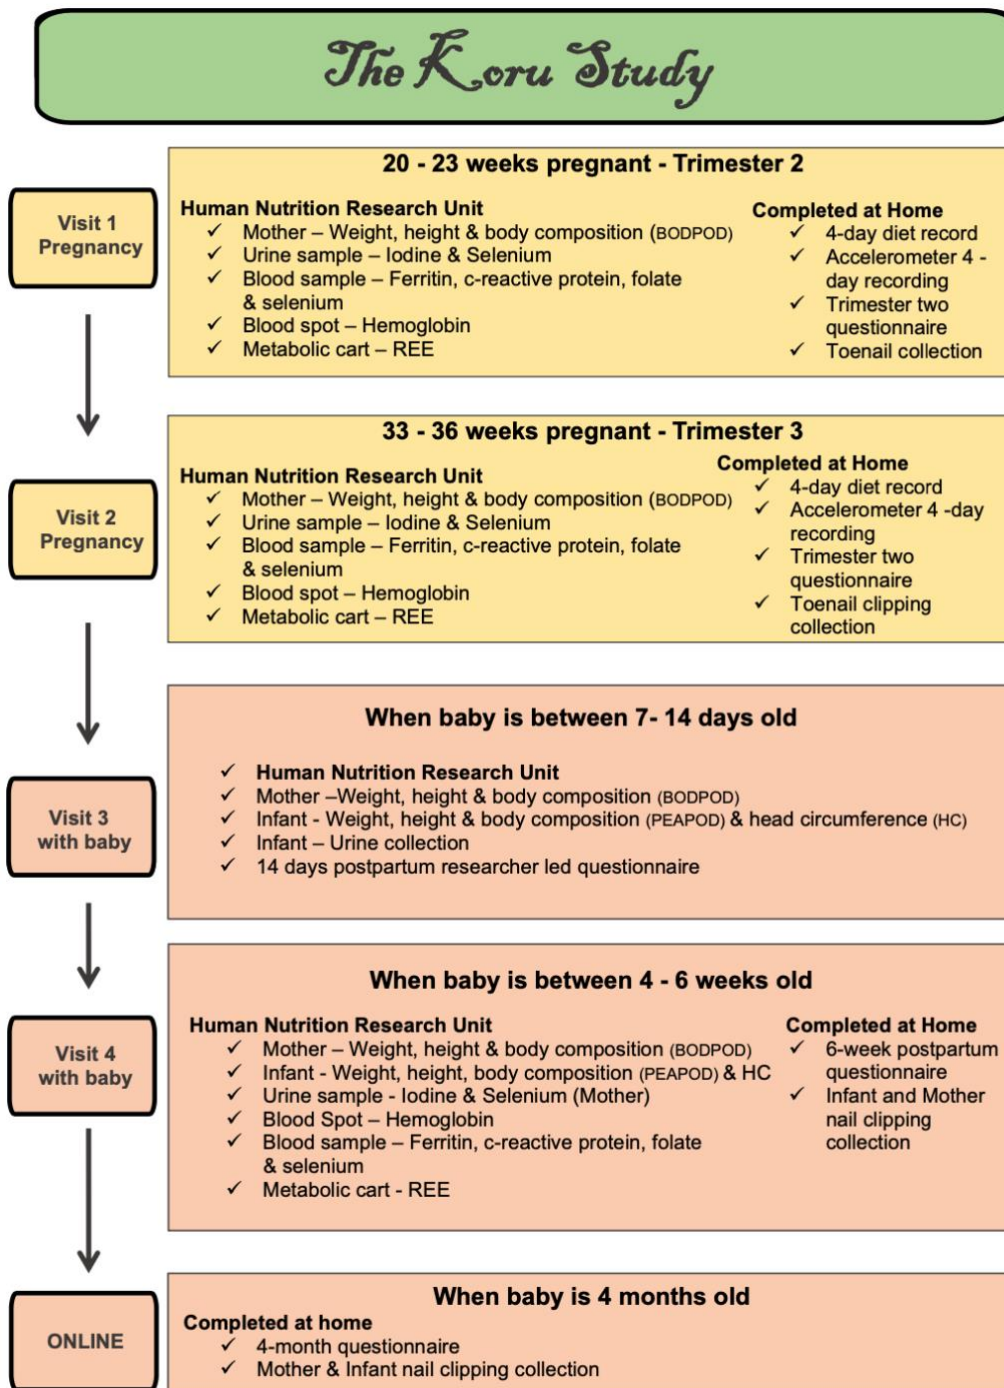 The Koru Study
Visit 1
Pregnancy
20 - 23 weeks pregnant - Trimester 2
Human Nutrition Research Unit
✓ Mother – Weight, height & body composition (BODPOD)
✓ Urine sample – Iodine & Selenium
✓ Blood sample – Ferritin, c-reactive protein, folate
& selenium
✓ Blood spot – Hemoglobin
✓ Metabolic cart – REE
Completed at Home
✓ 4-day diet record
✓ Accelerometer 4 -
day recording
✓ Trimester two
questionnaire
✓ Toenail collection
Visit 2
Pregnancy
33 - 36 weeks pregnant - Trimester 3
Human Nutrition Research Unit
✓ Mother – Weight, height & body composition (BODPOD)
✓ Urine sample – Iodine & Selenium
✓ Blood sample – Ferritin, c-reactive protein, folate
& selenium
✓ Blood spot – Hemoglobin
✓ Metabolic cart – REE
Completed at Home
✓ 4-day diet record
✓ Accelerometer 4 -day
recording
✓ Trimester two
questionnaire
✓ Toenail clipping
collection
Visit 3
with baby
When baby is between 7- 14 days old
✓ Human Nutrition Research Unit
✓ Mother –Weight, height & body composition (BODPOD)
✓ Infant - Weight, height & body composition (PEAPOD) & head circumference (HC)
✓ Infant – Urine collection
✓ 14 days postpartum researcher led questionnaire
Visit 4
with baby
When baby is between 4 - 6 weeks old
Human Nutrition Research Unit
✓ Mother – Weight, height & body composition (BODPOD)
✓ Infant - Weight, height, body composition (PEAPOD) & HC
✓ Urine sample - Iodine & Selenium (Mother)
✓ Blood Spot – Hemoglobin
✓ Blood sample – Ferritin, c-reactive protein, folate
& selenium
✓ Metabolic cart - REE
Completed at Home
✓ 6-week postpartum
questionnaire
✓ Infant and Mother
nail clipping
collection
ONLINE
When baby is 4 months old
Completed at home
✓ 4-month questionnaire
✓ Mother & Infant nail clipping collection